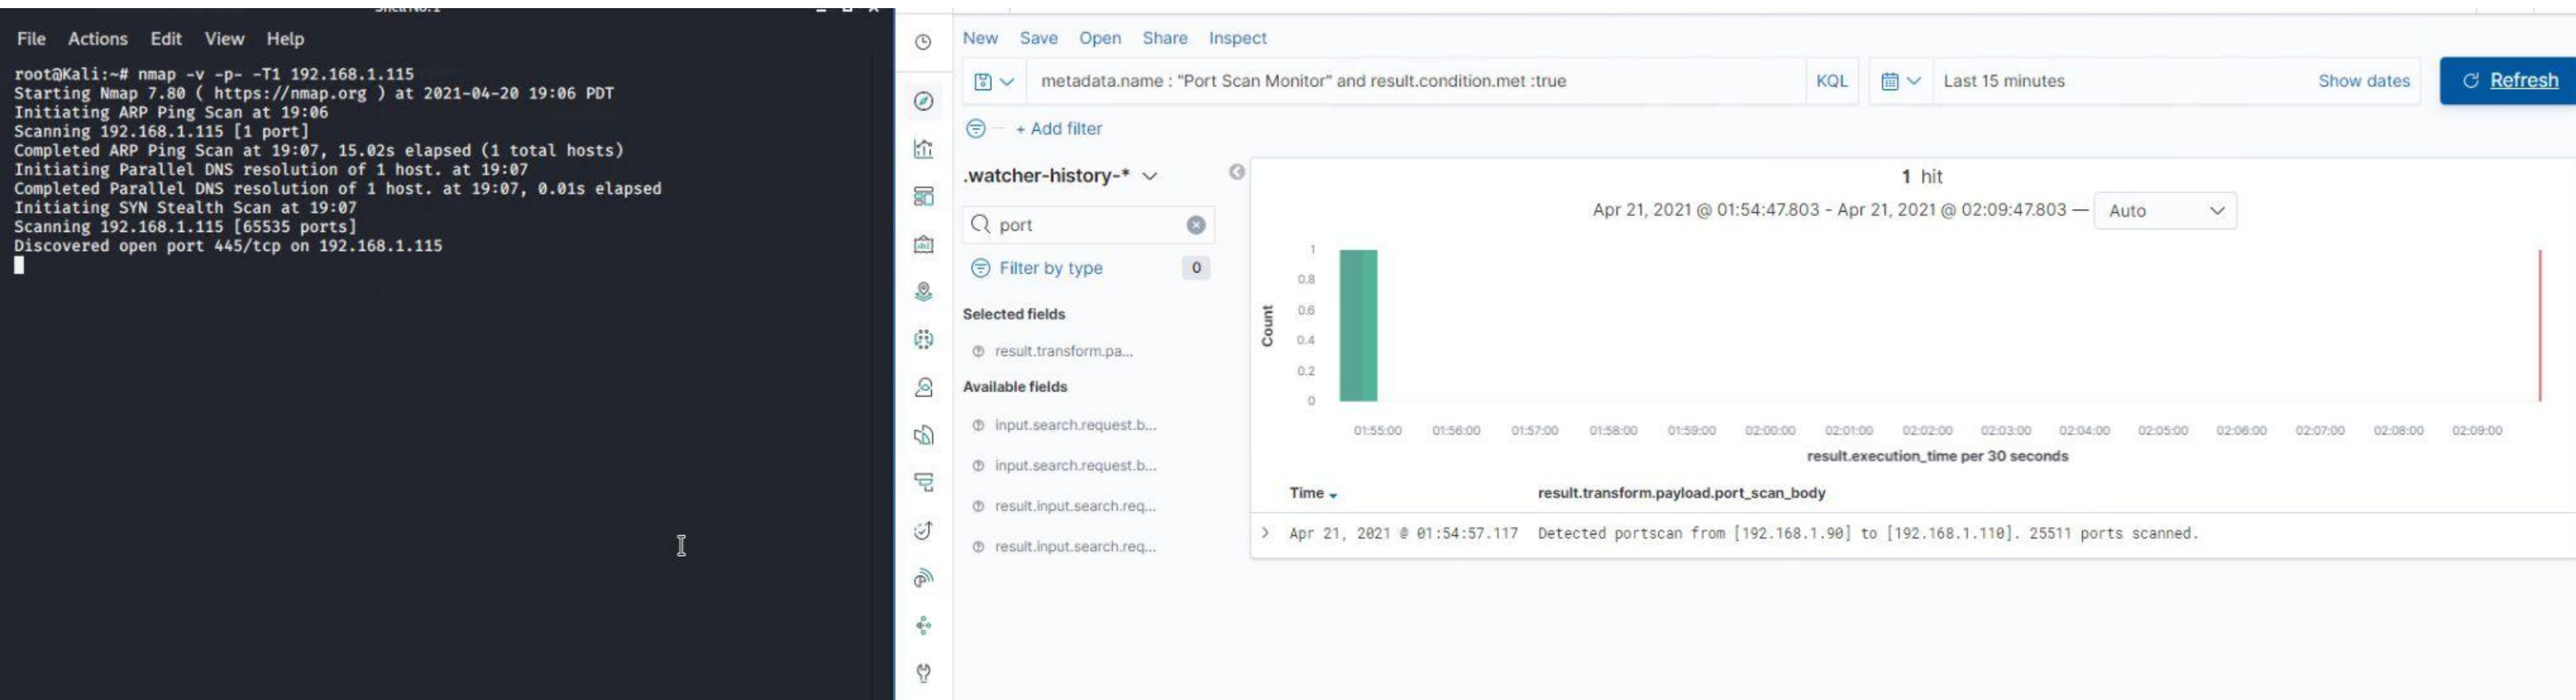 File Actions Edit View Help
root@Kali:~# nmap -v -p- -T1 192.168.1.115
Starting Nmap 7.80 ( https://nmap.org ) at 2021-04-20 19:06 PDT
Initiating ARP Ping Scan at 19:06
Scanning 192.168.1.115 [1 port]
Completed ARP Ping Scan at 19:07, 15.02s elapsed (1 total hosts)
Initiating Parallel DNS resolution of 1 host. at 19:07
Completed Parallel DNS resolution of 1 host. at 19:07, 0.01s elapsed
Initiating SYN Stealth Scan at 19:07
Scanning 192.168.1.115 [65535 ports]
Discovered open port 445/tcp on 192.168.1.115
New Save Open Share Inspect
metadata.name : "Port Scan Monitor" and result.condition.met :true
KQL
Last 15 minutes
Show dates
Refresh
+ Add filter
.watcher-history-*
port
Filter by type 0
Selected fields
result.transform.pa...
Available fields
input.search.request.b...
input.search.request.b...
result.input.search.req...
result.input.search.req...
1 hit
Apr 21, 2021 @ 01:54:47.803 - Apr 21, 2021 @ 02:09:47.803 — Auto
Count
1
0.8
0.6
0.4
0.2
0
01:55:00 01:56:00 01:57:00 01:58:00 01:59:00 02:00:00 02:01:00 02:02:00 02:03:00 02:04:00 02:05:00 02:06:00 02:07:00 02:08:00 02:09:00
result.execution_time per 30 seconds
Time result.transform.payload.port_scan_body
Apr 21, 2021 @ 01:54:57.117 Detected portscan from [192.168.1.90] to [192.168.1.110]. 25511 ports scanned.